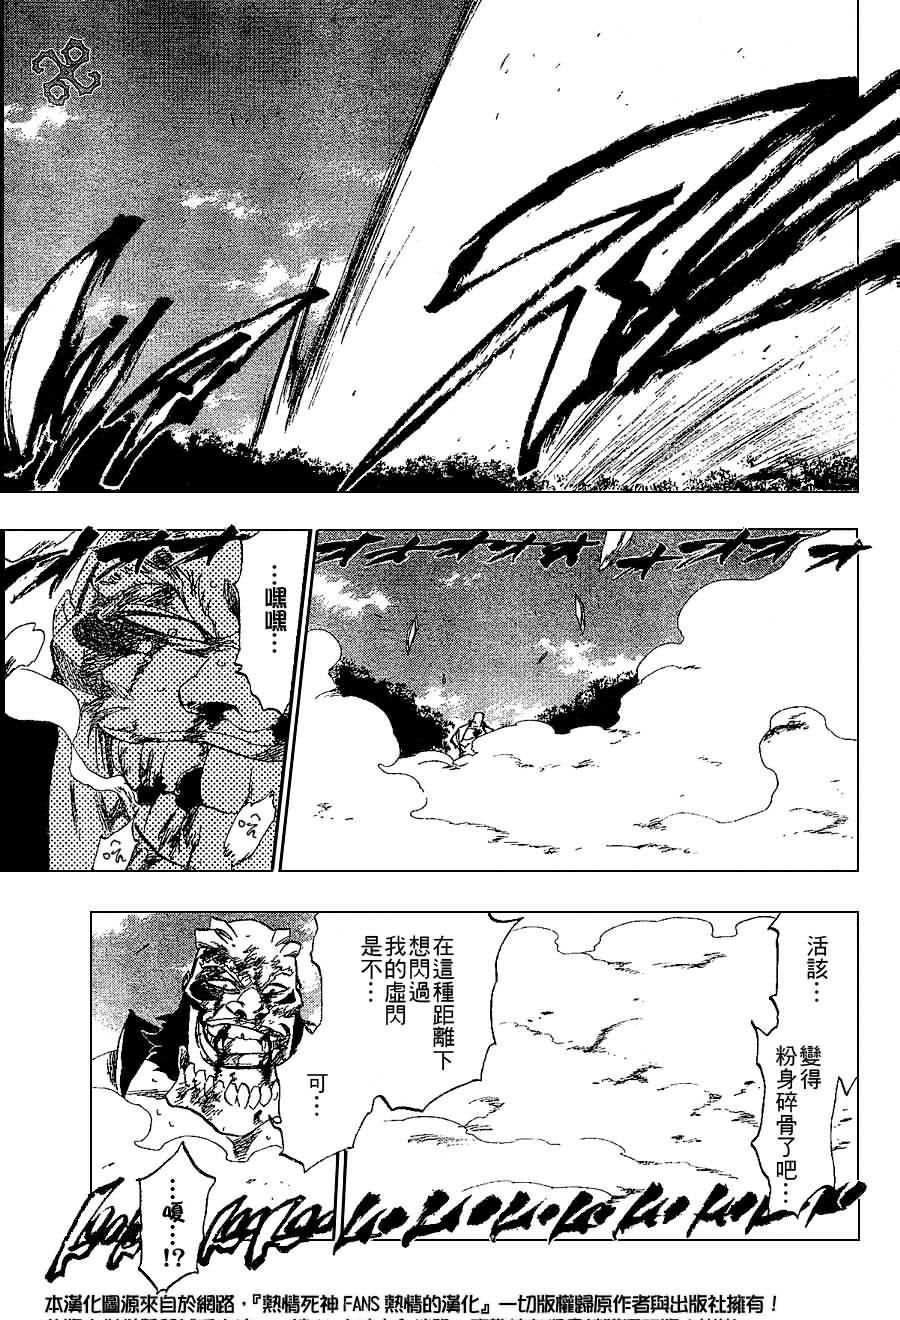 …
嘿嘿
…
哈
哈
活該…
變得
粉身碎骨了吧…
在這種距離下
想閃過
我的虛閃
是不…
可…
…嗄…!?
本漢化圖源來自於網路，『熱情死神 FANS 熱情的漢化』一切版權歸原作者與出版社擁有！